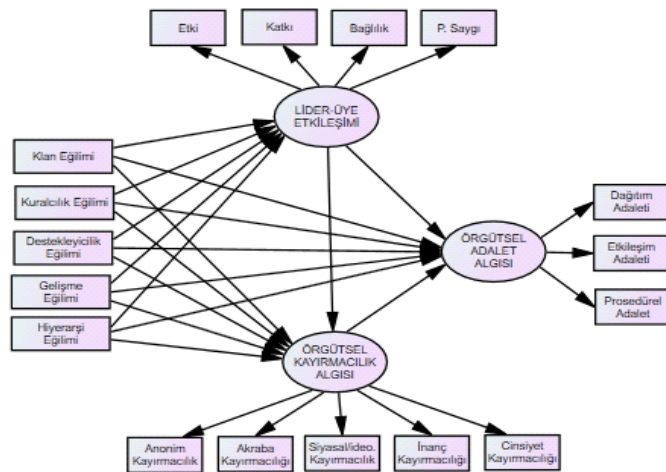 Etki
Katkı
Bağlılık
P. Saygı
LİDER-ÜYE
ETKİLEŞİMİ
Klan Eğilimi
Kuralcılık Eğilimi
Destekleyicilik
Eğilimi
Gelişme
Eğilimi
Hiyerarşi
Eğilimi
ÖRGÜTSEL
ADALET
ALGISI
Dağıtım
Adaleti
Etkileşim
Adaleti
Prosedürel
Adalet
ÖRGÜTSEL
KAYIRMACILIK
ALGISI
Anonim
Kayırmacılık
Akraba
Kayırmacılığı
Siyasal/ideo.
Kayırmacılık
İnanç
Kayırmacılığı
Cinsiyet
Kayırmacılığı